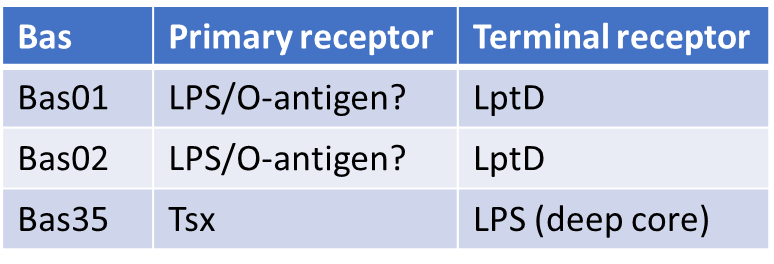 Bas Primary receptor Terminal receptor
Bas01 LPS/O-antigen? LptD
Bas02 LPS/O-antigen? LptD
Bas35 Tsx LPS (deep core)